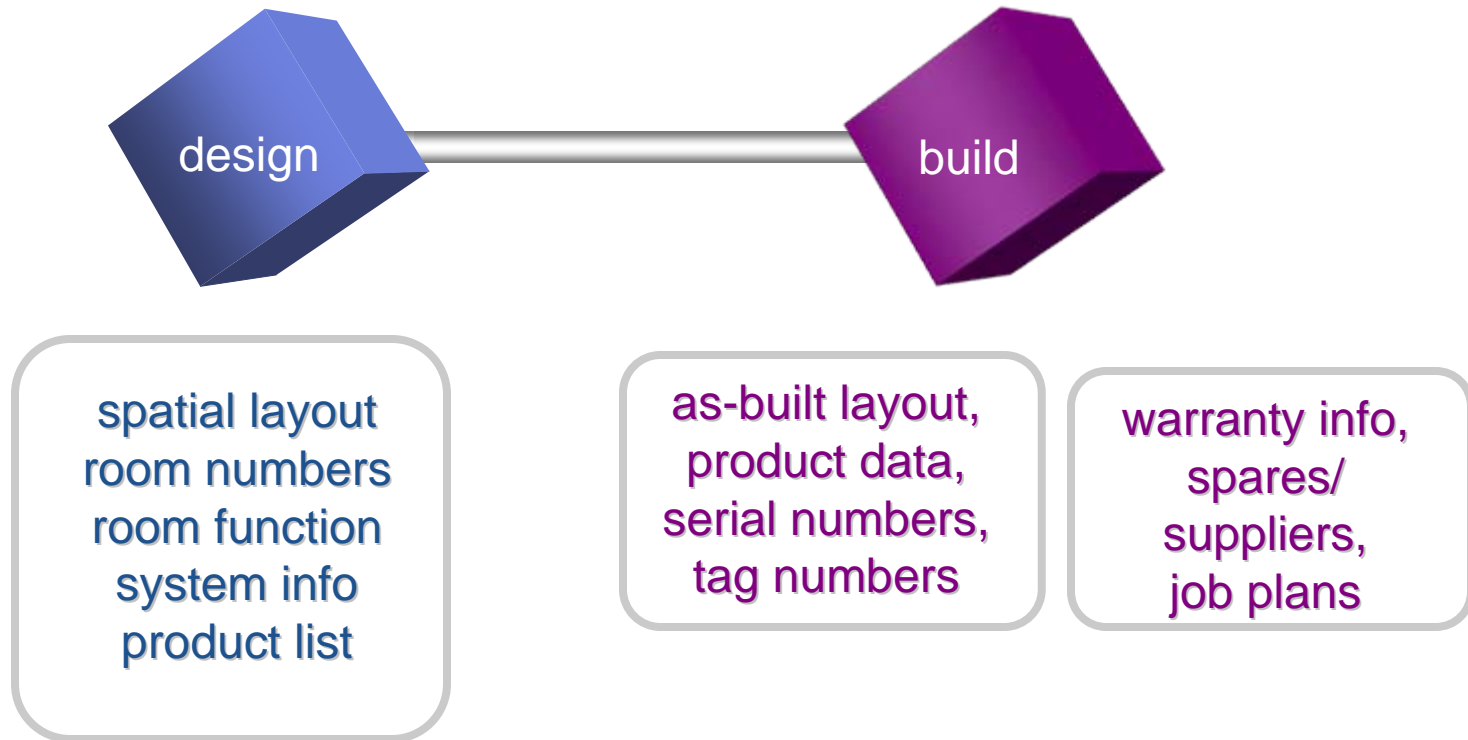 design
build
spatial layout
room numbers
room function
system info
product list
as-built layout,
product data,
serial numbers,
tag numbers
warranty info,
spares/
suppliers,
job plans